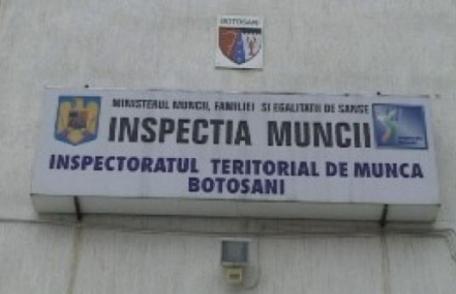 BOTOSANI
MINISTERUL MUNCII, FAMILIEI SI EGALITATII DE SANSE
INSPECTIA MUNCII
INSPECTORATUL TERITORIAL DE MUNCA
BOTOSANI